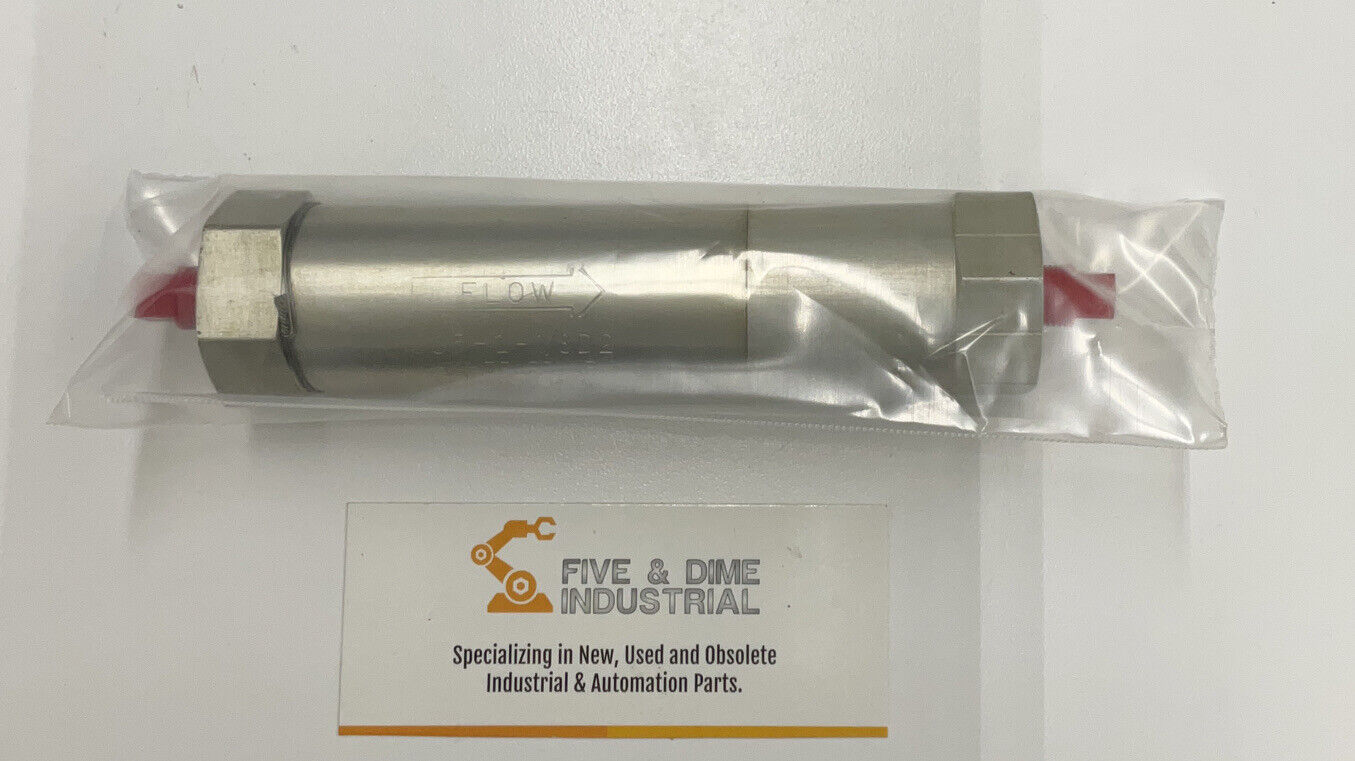 FLOW
FIVE & DIME
INDUSTRIAL
Specializing in New, Used and Obsolete
Industrial & Automation Parts.